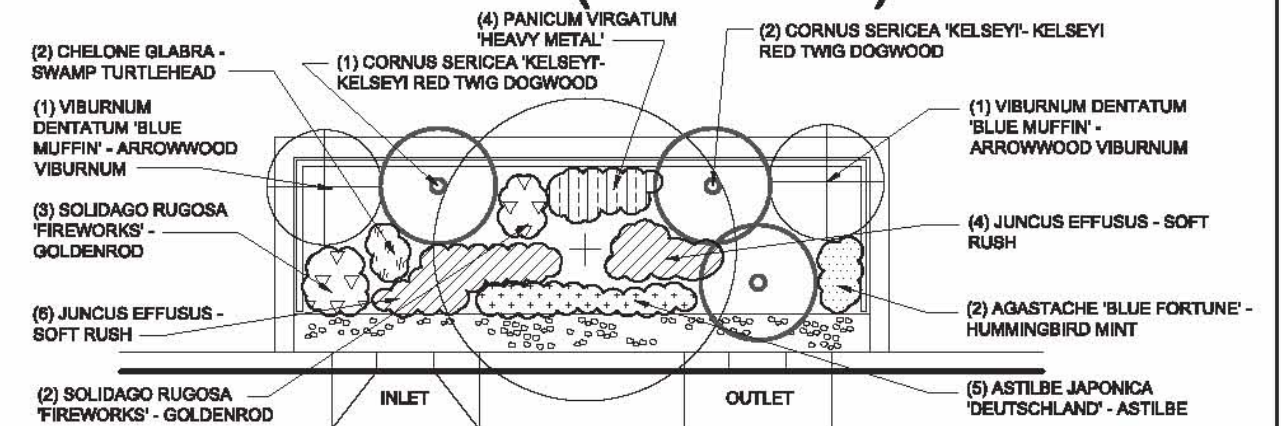 (4) PANICUM VIRGATUM
'HEAVY METAL'
(2) CORNUS SERICEA 'KELSEYI'- KELSEYI
RED TWIG DOGWOOD
(2) CHELONE GLABRA -
SWAMP TURTLEHEAD
(1) CORNUS SERICEA 'KELSEYI'-
KELSEYI RED TWIG DOGWOOD
(1) VIBURNUM
DENTATUM 'BLUE
MUFFIN' - ARROWWOOD
VIBURNUM
(1) VIBURNUM DENTATUM
'BLUE MUFFIN' -
ARROWWOOD VIBURNUM
(3) SOLIDAGO RUGOSA
'FIREWORKS' -
GOLDENROD
(4) JUNCUS EFFUSUS - SOFT
RUSH
(6) JUNCUS EFFUSUS -
SOFT RUSH
(2) AGASTACHE 'BLUE FORTUNE' -
HUMMINGBIRD MINT
(2) SOLIDAGO RUGOSA
'FIREWORKS' - GOLDENROD
INLET
OUTLET
(5) ASTILBE JAPONICA
'DEUTSCHLAND' - ASTILBE